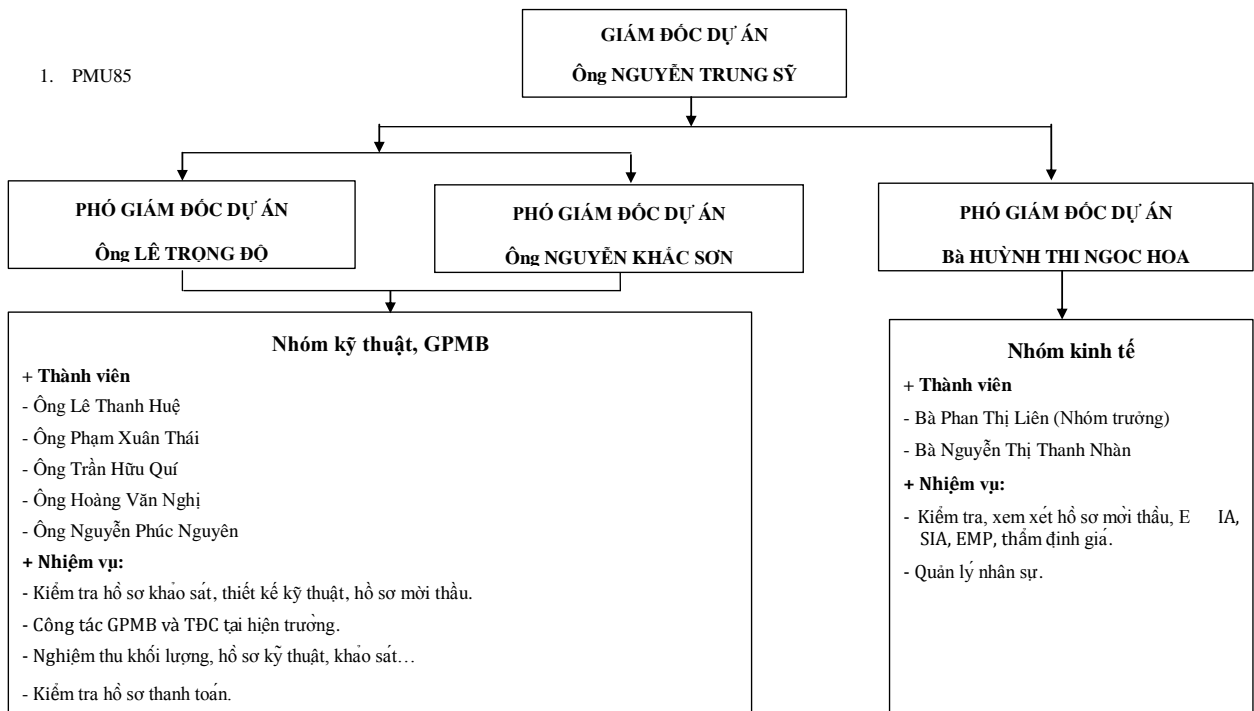 GIÁM ĐỐC DỰ ÁN
Ông NGUYỄN TRUNG SỸ
1. PMU85
PHÓ GIÁM ĐỐC DỰ ÁN
Ông LÊ TRỌNG ĐỘ
PHÓ GIÁM ĐỐC DỰ ÁN
Ông NGUYỄN KHẮC SƠN
PHÓ GIÁM ĐỐC DỰ ÁN
Bà HUỲNH THI NGOC HOA
Nhóm kỹ thuật, GPMB
+ Thành viên
- Ông Lê Thanh Huệ
- Ông Phạm Xuân Thái
- Ông Trần Hữu Quí
- Ông Hoàng Văn Nghị
- Ông Nguyễn Phúc Nguyên
+ Nhiệm vụ:
- Kiểm tra hồ sơ khảo sát, thiết kế kỹ thuật, hồ sơ mời thầu.
- Công tác GPMB và TĐC tại hiện trường.
- Nghiệm thu khối lượng, hồ sơ kỹ thuật, khảo sát…
- Kiểm tra hồ sơ thanh toán.
Nhóm kinh tế
+ Thành viên
- Bà Phan Thị Liên (Nhóm trưởng)
- Bà Nguyễn Thị Thanh Nhàn
+ Nhiệm vụ:
- Kiểm tra, xem xét hồ sơ mời thầu, E IA,
SIA, EMP, thẩm định giá.
- Quản lý nhân sự.